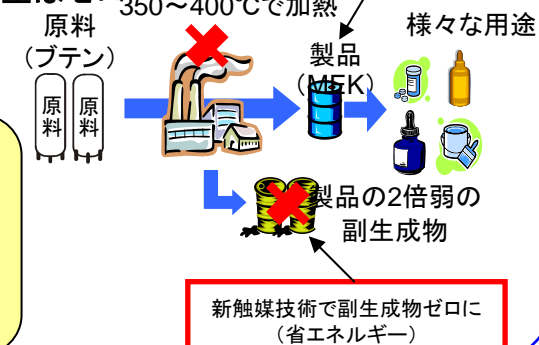 350～400℃で加熱
原料
（ブテン）
原料
原料
製品
（MEK）
様々な用途
製品の2倍弱の
副生成物
新触媒技術で副生成物ゼロに
（省エネルギー）